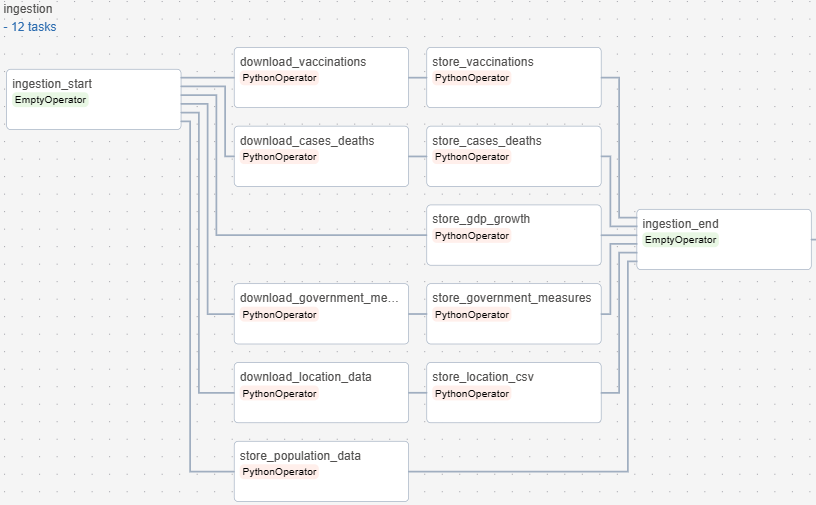 ingestion
- 12 tasks
ingestion_start
EmptyOperator
download_vaccinations
PythonOperator
store_vaccinations
PythonOperator
download_cases_deaths
PythonOperator
store_cases_deaths
PythonOperator
store_gdp_growth
PythonOperator
ingestion_end
EmptyOperator
download_government_me...
PythonOperator
store_government_measures
PythonOperator
download_location_data
PythonOperator
store_location_csv
PythonOperator
store_population_data
PythonOperator